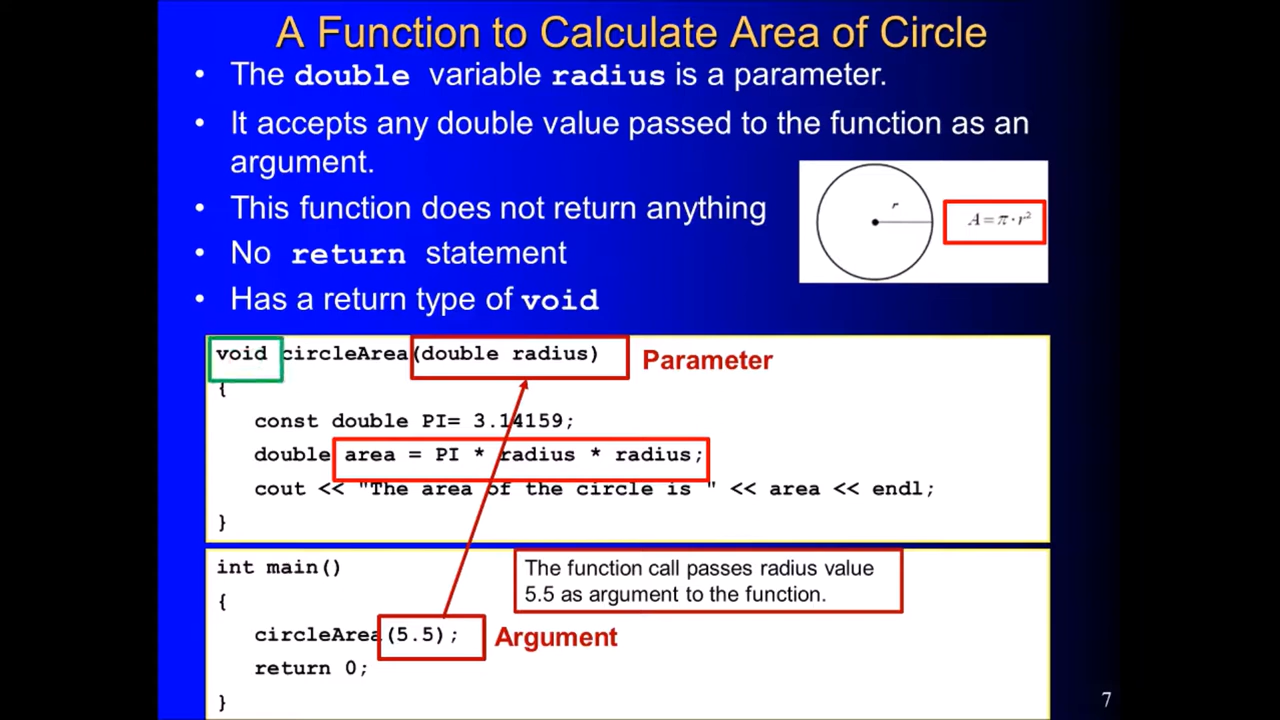 A Function to Calculate Area of Circle
• The double variable radius is a parameter.
• It accepts any double value passed to the function as an
argument.
• This function does not return anything
• No return statement
• Has a return type of void
r
A = π · r²
void circleArea(double radius)
Parameter
{
const double PI= 3.14159;
double area = PI * radius * radius;
cout << "The area of the circle is " << area << endl;
}
int main()
The function call passes radius value
5.5 as argument to the function.
{
circleArea(5.5);
Argument
return 0;
}
7